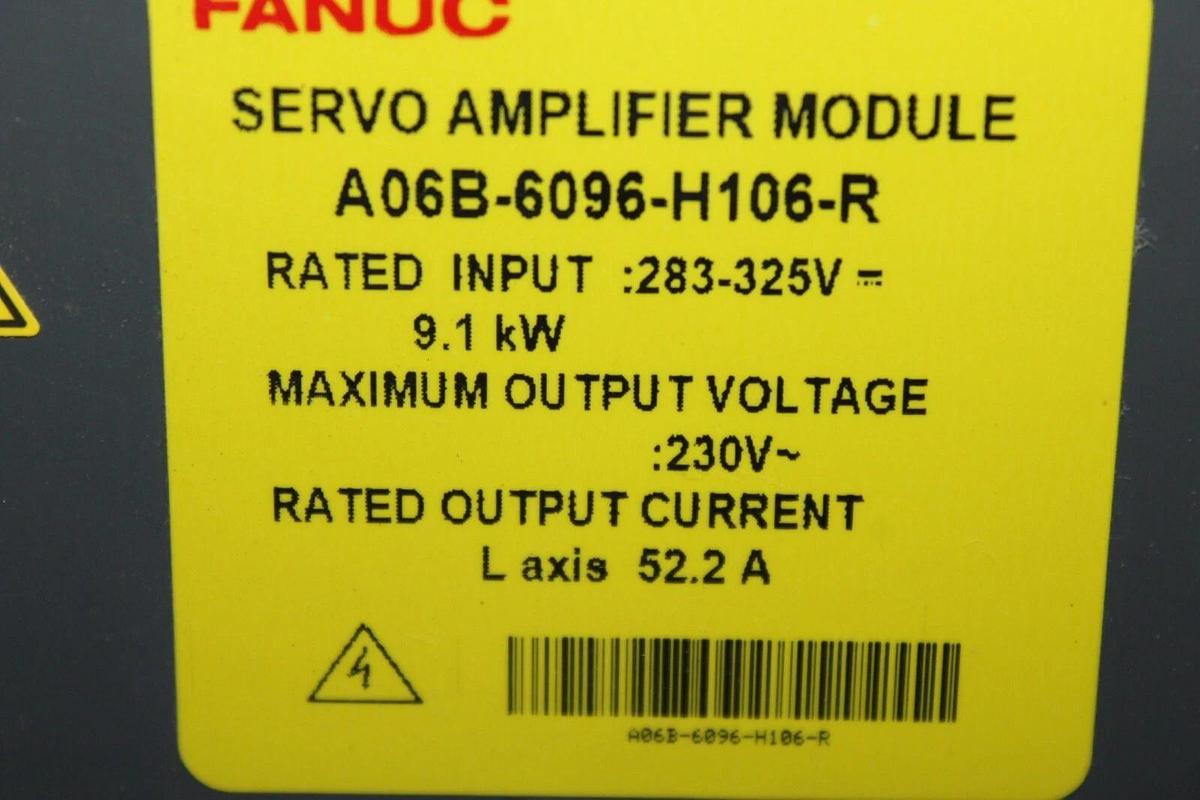 FANUC
SERVO AMPLIFIER MODULE
A06B-6096-H106-R
RATED INPUT :283-325V ⎓
9.1 kW
MAXIMUM OUTPUT VOLTAGE
:230V~
RATED OUTPUT CURRENT
L axis 52.2 A
A06B-6096-H106-R